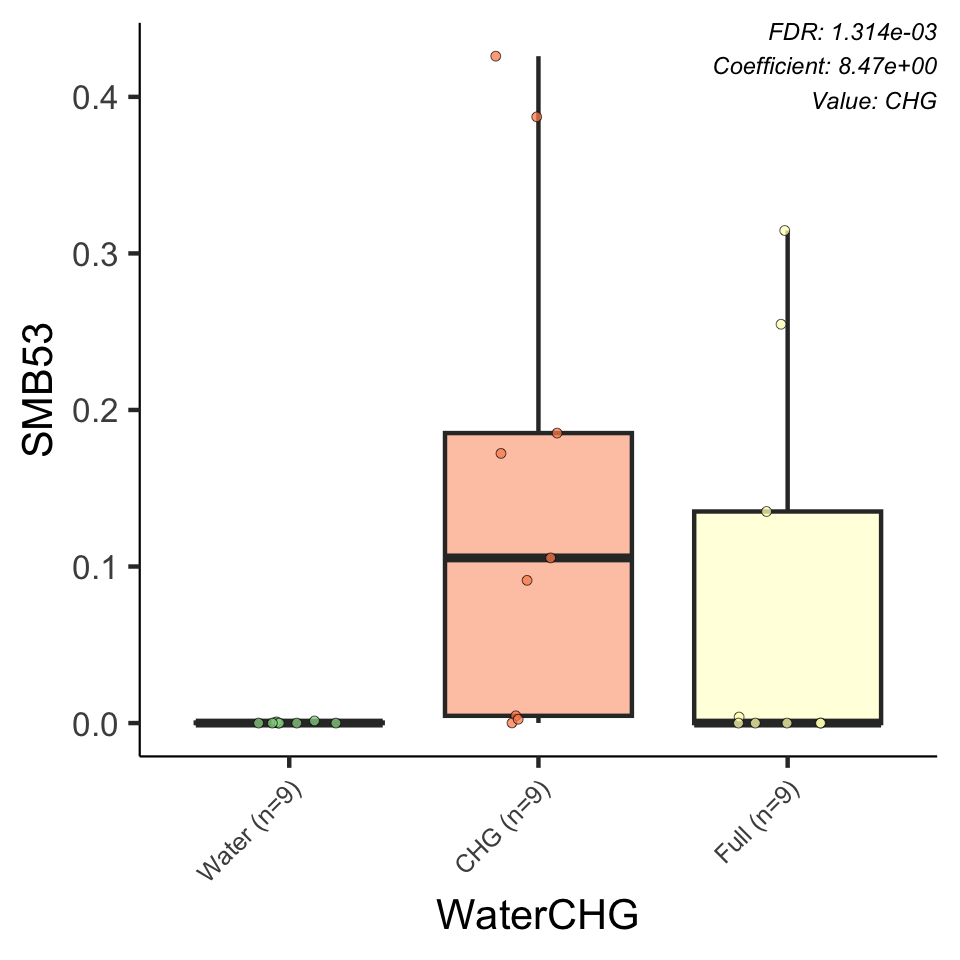 FDR: 1.314e-03
Coefficient: 8.47e+00
Value: CHG
0.4
0.3
0.2
0.1
0.0
SMB53
Water (n=9)
CHG (n=9)
Full (n=9)
WaterCHG